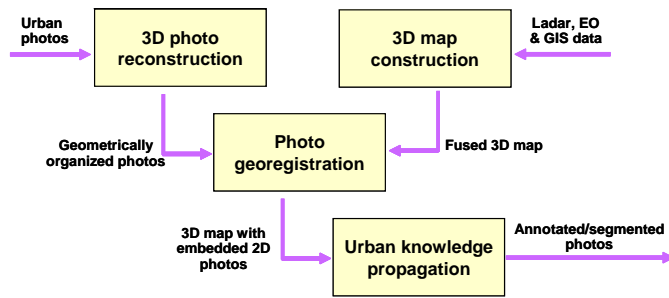 Urban
photos
3D photo
reconstruction
3D map
construction
Ladar, EO
& GIS data
Geometrically
organized photos
Photo
georegistration
Fused 3D map
3D map with
embedded 2D
photos
Urban knowledge
propagation
Annotated/segmented
photos